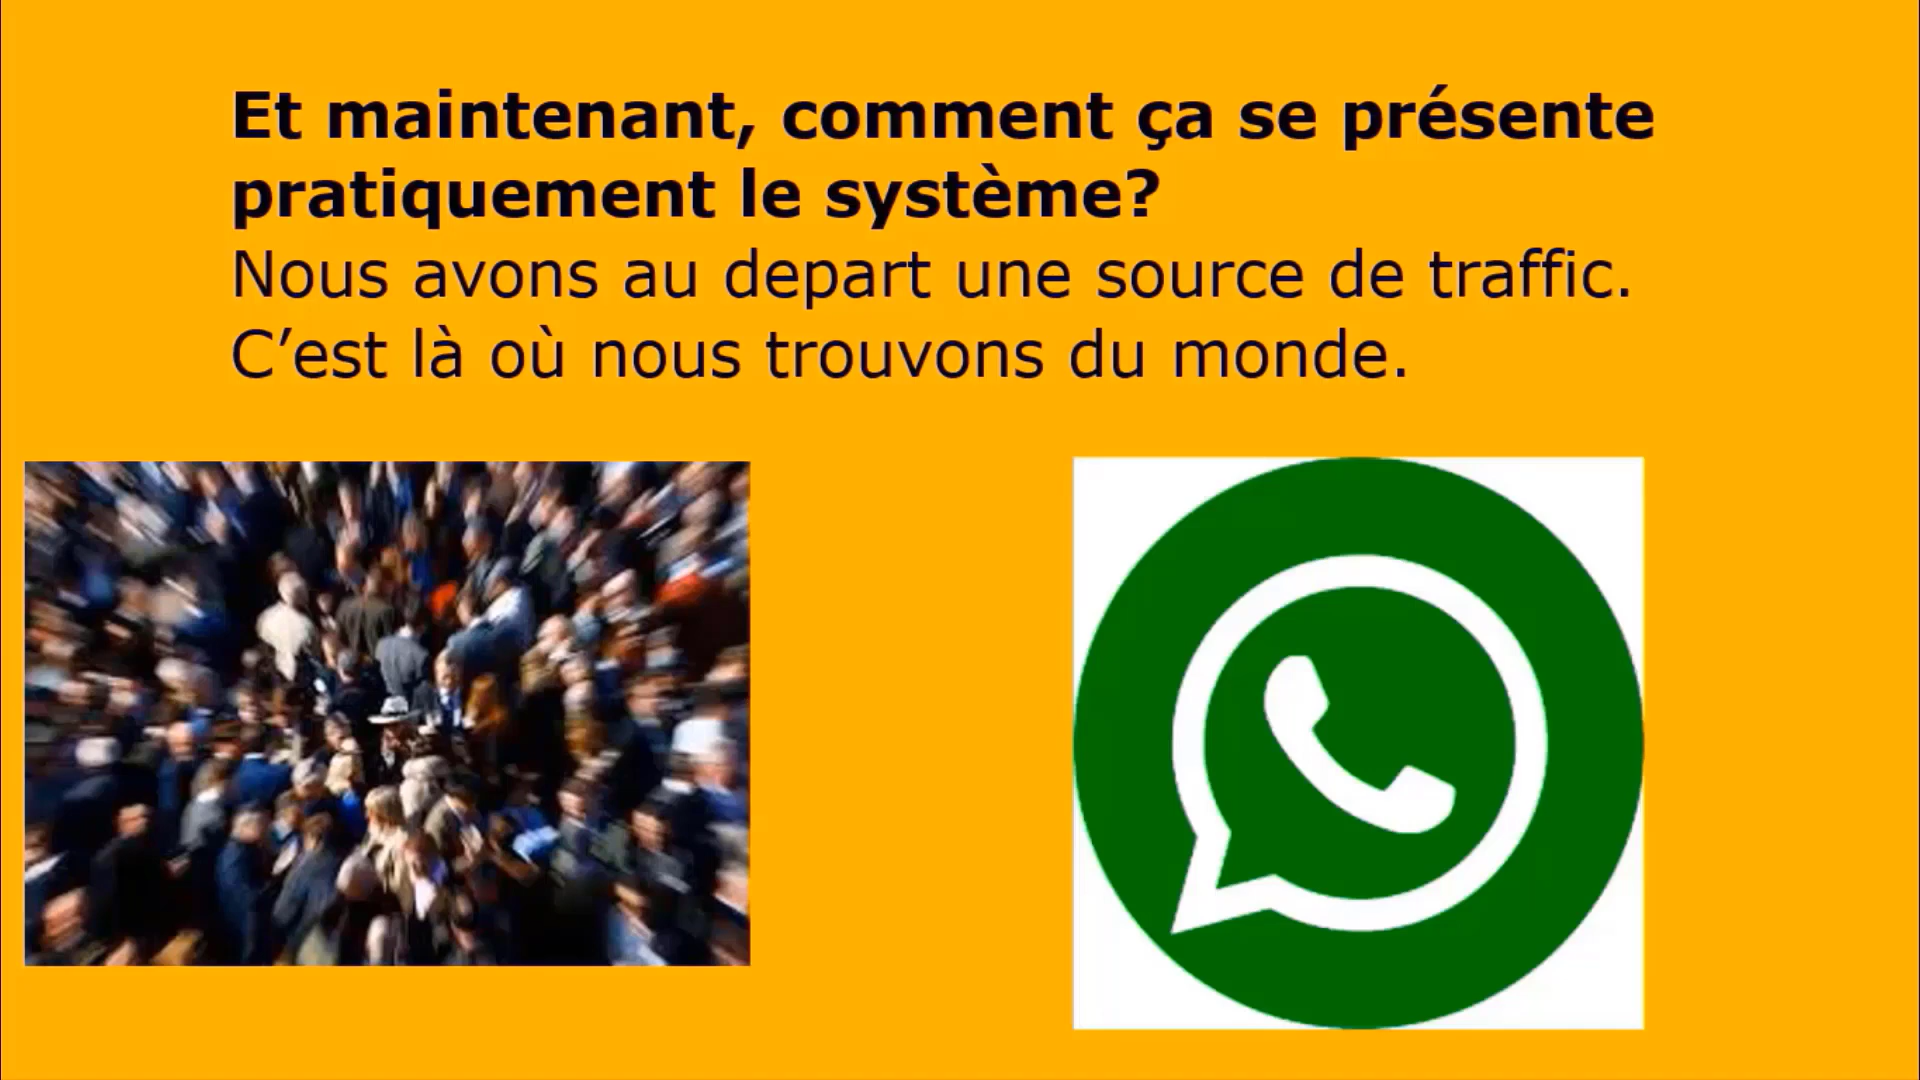 Et maintenant, comment ça se présente
pratiquement le système?
Nous avons au depart une source de traffic.
C’est là où nous trouvons du monde.